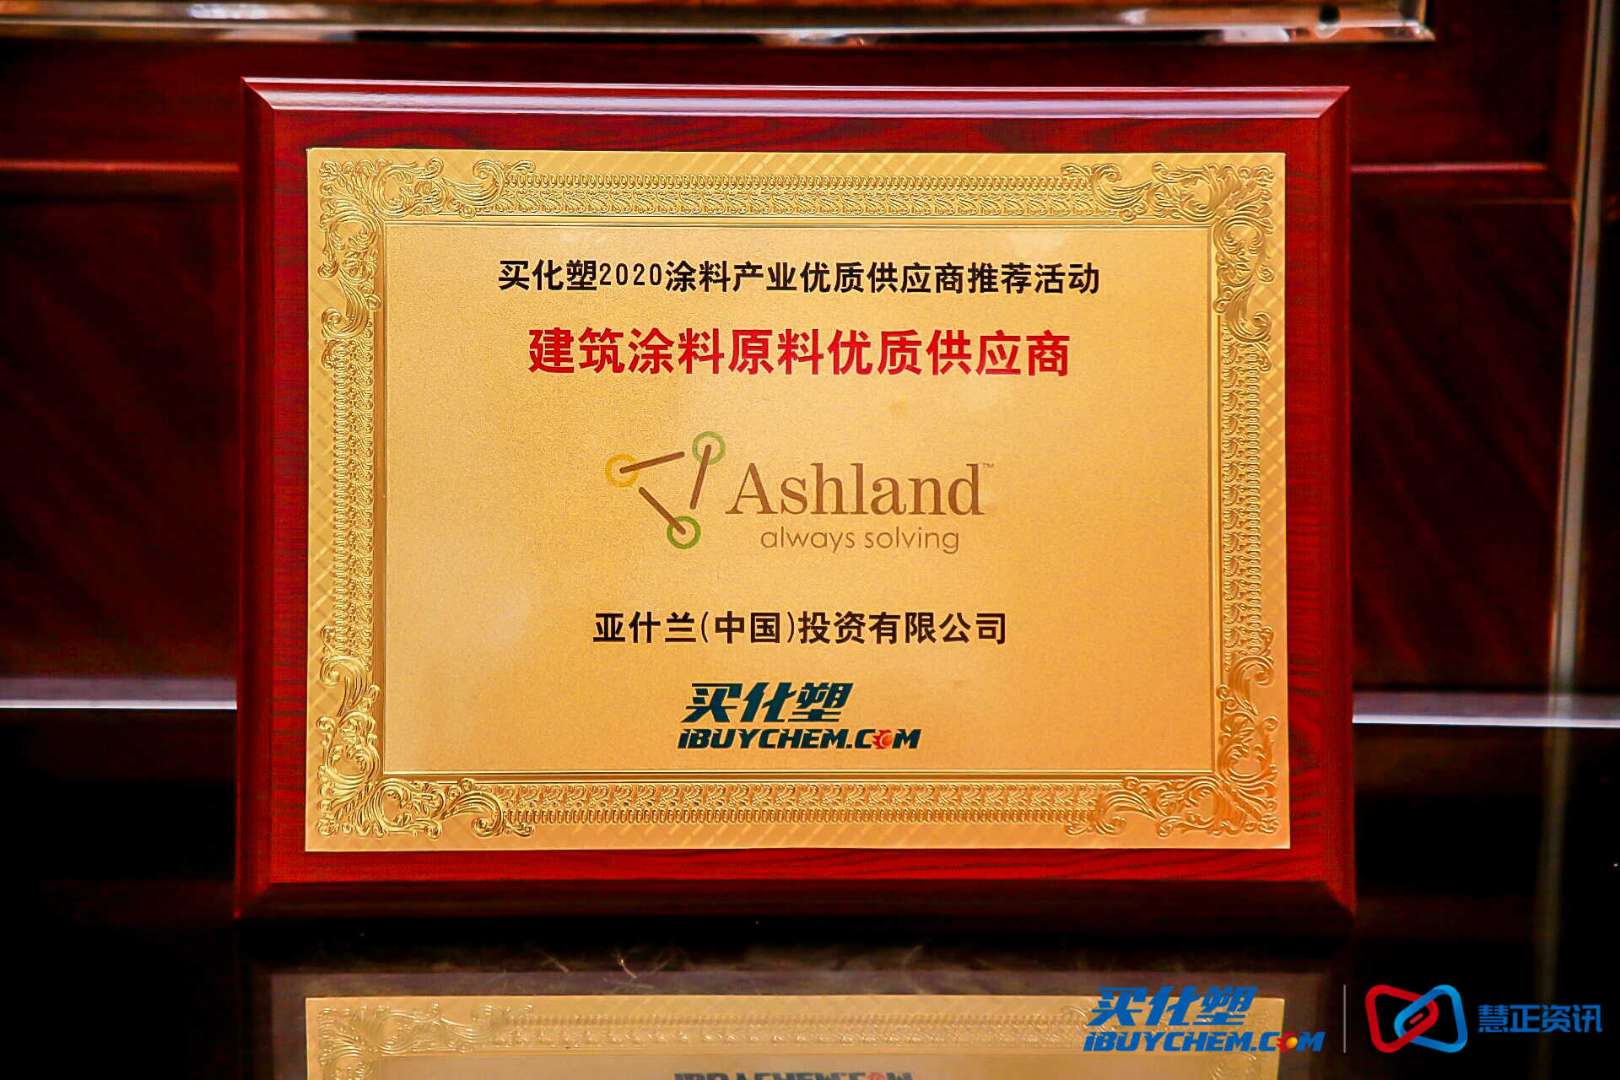 买化塑2020涂料产业优质供应商推荐活动
建筑涂料原料优质供应商
Ashland™
always solving
亚什兰(中国)投资有限公司
买化塑
iBUYCHEM.COM
买化塑
iBUYCHEM.COM
慧正资讯